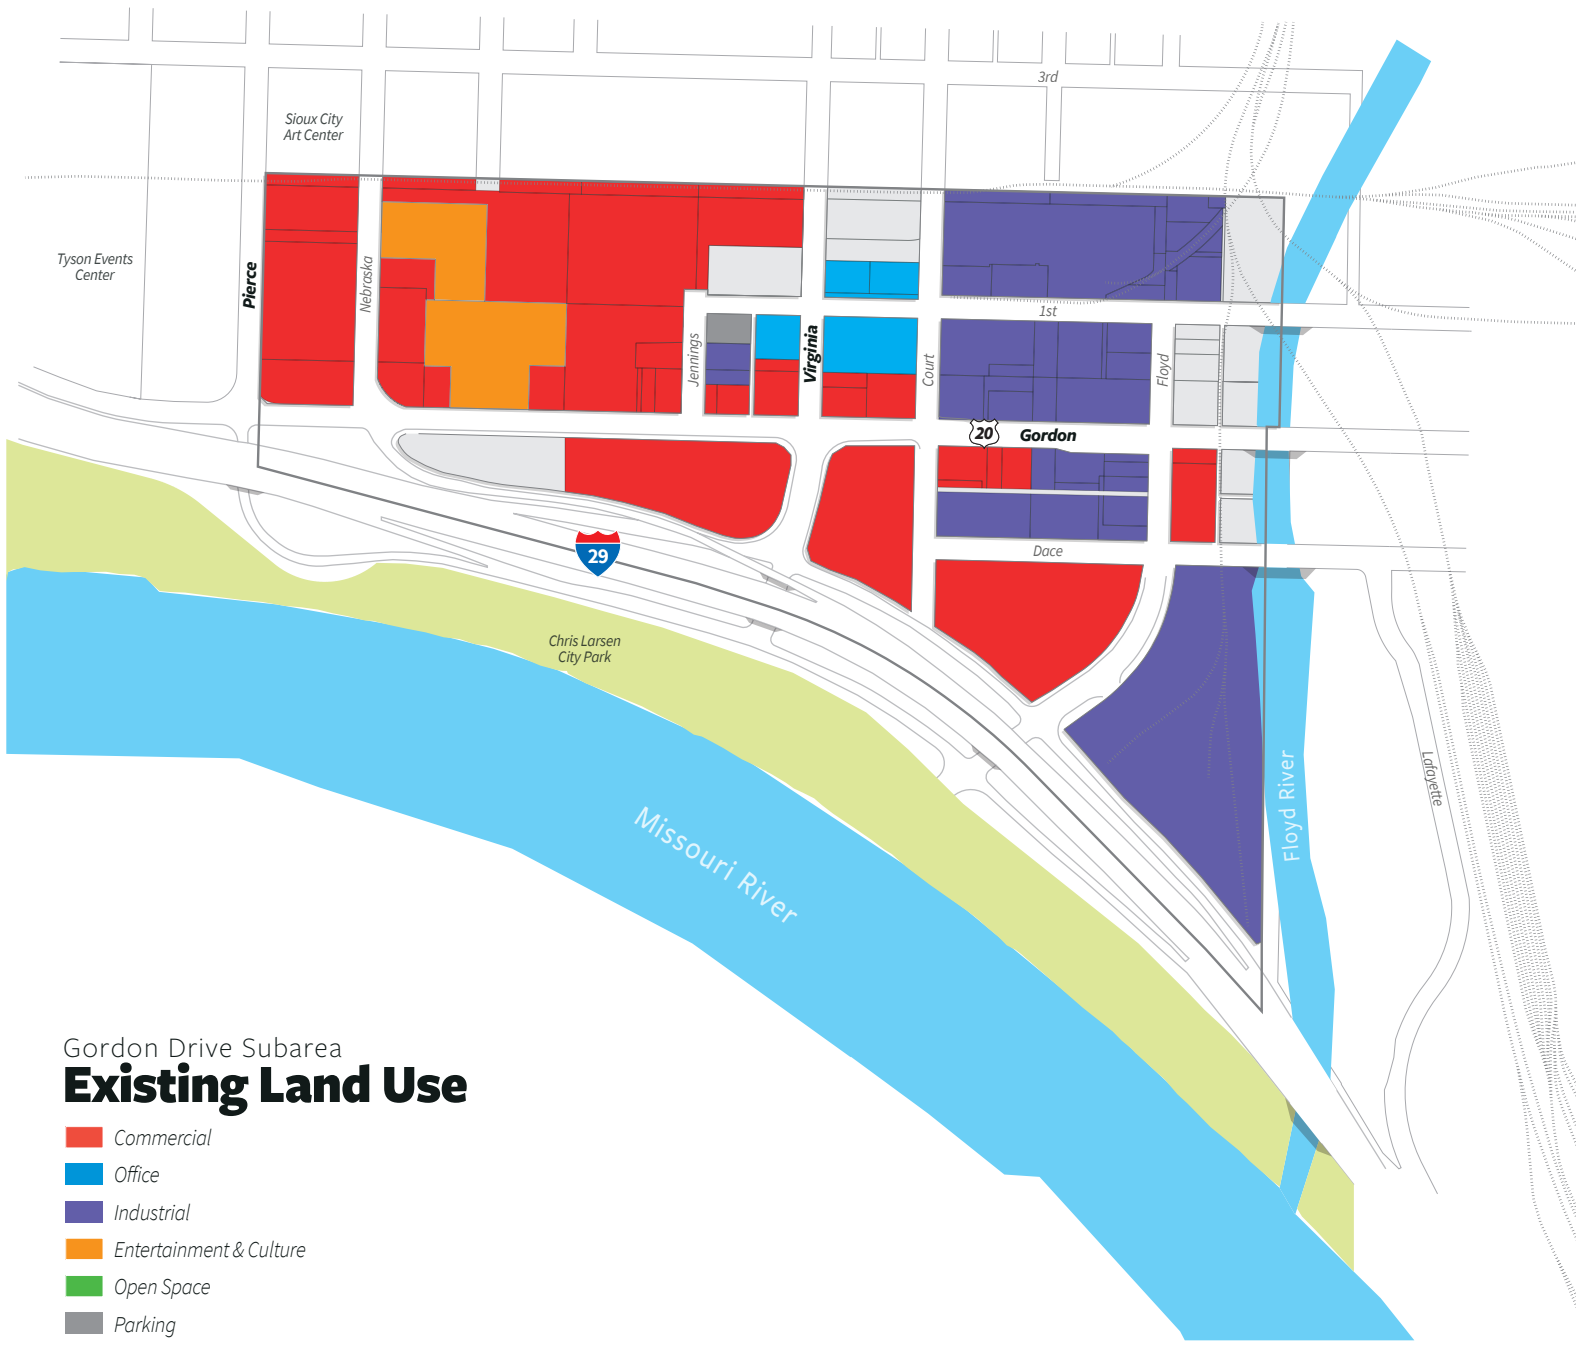 3rd
Sioux City
Art Center
Tyson Events
Center
Pierce
Nebraska
Jennings
Virginia
Court
1st
Floyd
20
Gordon
Dace
29
Chris Larsen
City Park
Missouri River
Floyd River
Lafayette
Gordon Drive Subarea
Existing Land Use
Commercial
Office
Industrial
Entertainment & Culture
Open Space
Parking